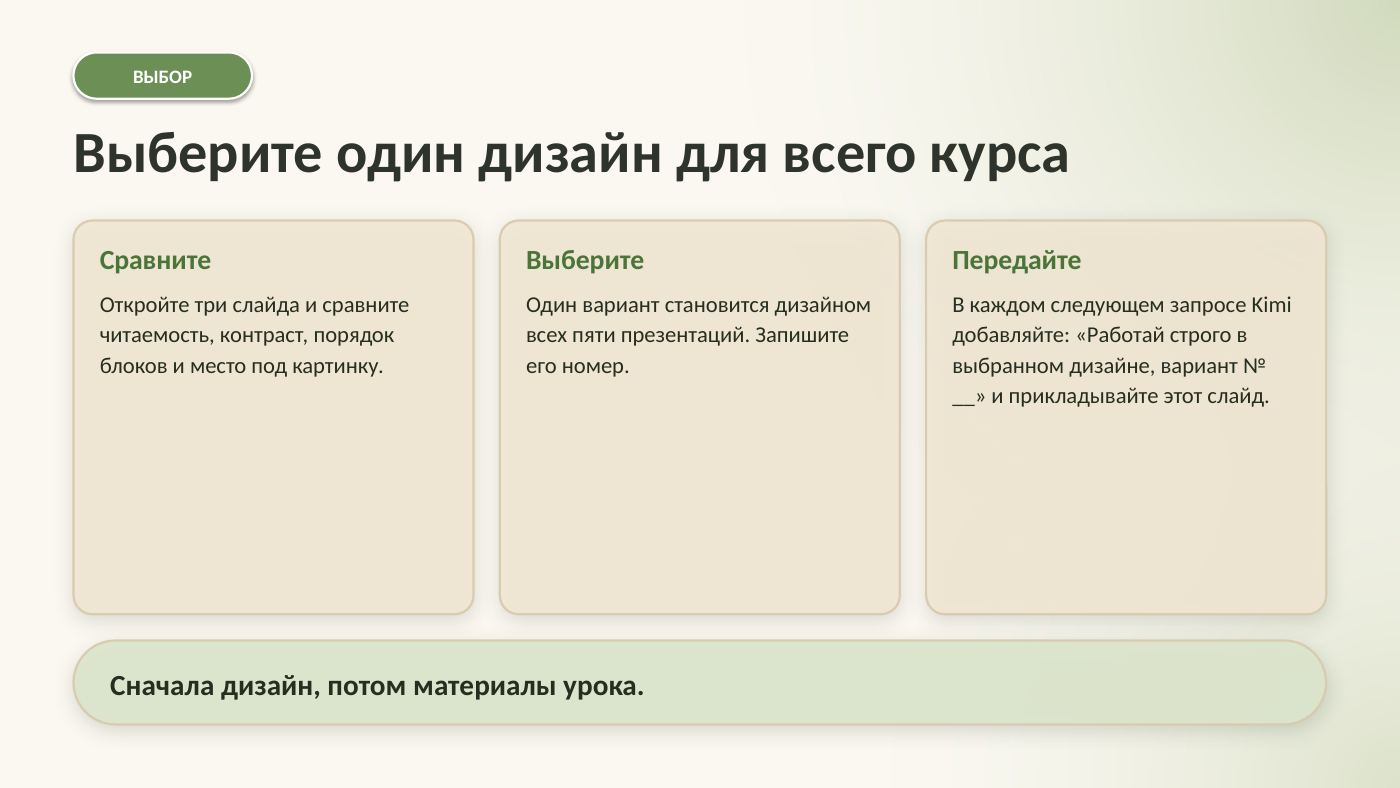 ВЫБОР
Выберите один дизайн для всего курса
Сравните
Откройте три слайда и сравните
читаемость, контраст, порядок
блоков и место под картинку.
Выберите
Один вариант становится дизайном
всех пяти презентаций. Запишите
его номер.
Передайте
В каждом следующем запросе Kimi
добавляйте: «Работай строго в
выбранном дизайне, вариант №
__» и прикладывайте этот слайд.
Сначала дизайн, потом материалы урока.